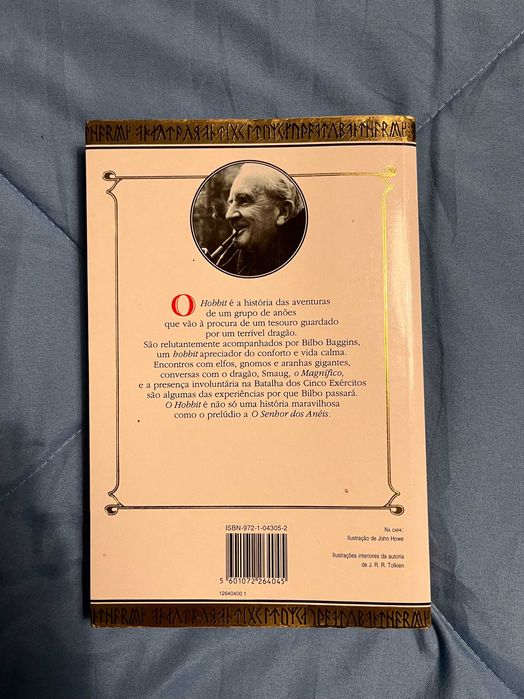 O Hobbit é a história das aventuras
de um grupo de anões
que vão à procura de um tesouro guardado
por um terrível dragão.
São relutantemente acompanhados por Bilbo Baggins,
um hobbit apreciador do conforto e vida calma.
Encontros com elfos, gnomos e aranhas gigantes,
conversas com o dragão, Smaug, o Magnífico,
e a presença involuntária na Batalha dos Cinco Exércitos
são algumas das experiências por que Bilbo passará.
O Hobbit é não só uma história maravilhosa
como o prelúdio a O Senhor dos Anéis.
ISBN-972-1-04305-2
5 601072 264045
12640400 1
NA CAPA:
Ilustração de John Howe
Ilustrações interiores da autoria
de J. R. R. Tolkien